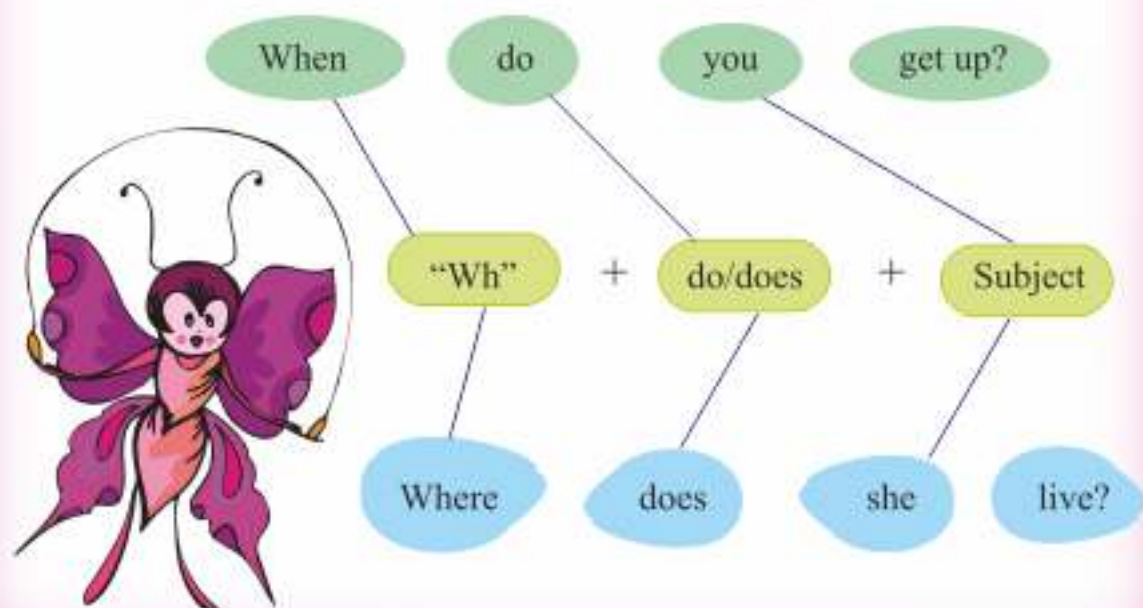 When do you get up?
“Wh” + do/does + Subject
Where does she live?